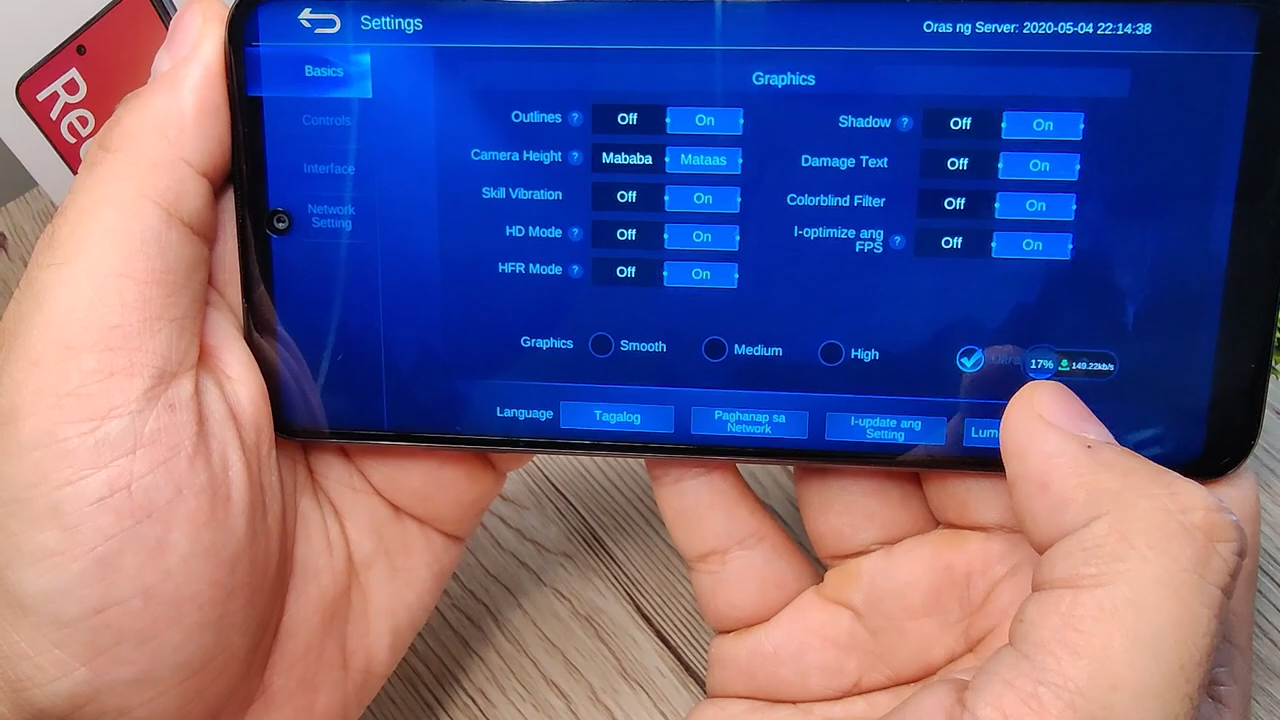 Settings
Oras ng Server: 2020-05-04 22:14:38
Basics
Controls
Interface
Network
Setting
Graphics
Outlines ? Off On
Shadow ? Off On
Camera Height ? Mababa Mataas
Damage Text Off On
Skill Vibration Off On
Colorblind Filter Off On
HD Mode ? Off On
I-optimize ang
FPS ? Off On
HFR Mode ? Off On
Graphics Smooth Medium High
17% 149.22kb/s
Language Tagalog
Paghanap sa
Network
I-update ang
Setting